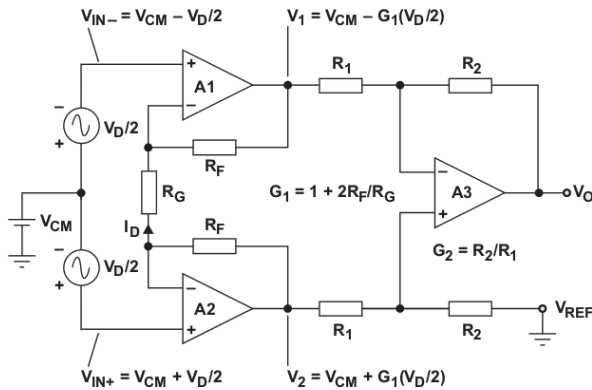 V_IN– = V_CM – V_D/2
V_1 = V_CM – G_1(V_D/2)
R_1
R_2
+
A1
–
–
V_D/2
+
R_F
R_G
G_1 = 1 + 2R_F/R_G
–
A3
+
V_O
V_CM
I_D
R_F
G_2 = R_2/R_1
–
V_D/2
+
–
A2
+
R_1
R_2
V_REF
V_IN+ = V_CM + V_D/2
V_2 = V_CM + G_1(V_D/2)